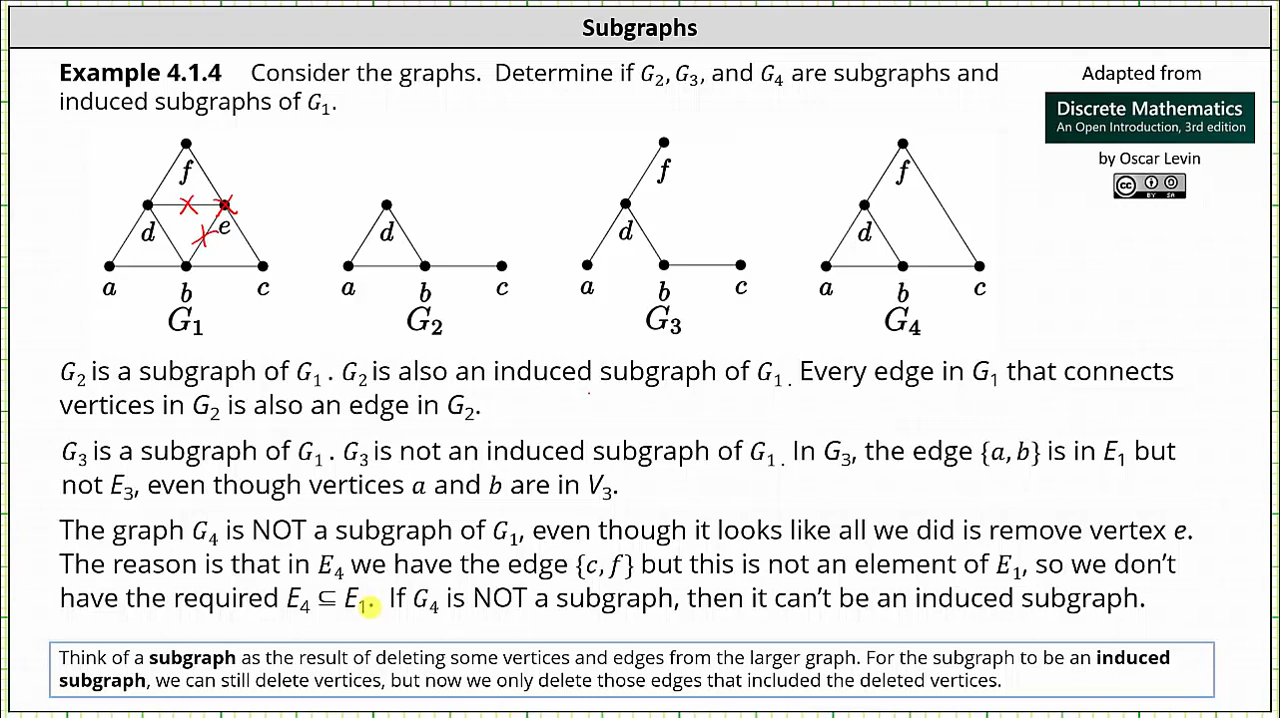 Subgraphs
Example 4.1.4 Consider the graphs. Determine if G₂, G₃, and G₄ are subgraphs and
induced subgraphs of G₁.
Adapted from
Discrete Mathematics
An Open Introduction, 3rd edition
by Oscar Levin
cc
BY SA
f
d e
a b c
G₁
d
a b c
G₂
f
d
a b c
G₃
f
d
a b c
G₄
G₂ is a subgraph of G₁ . G₂ is also an induced subgraph of G₁ . Every edge in G₁ that connects
vertices in G₂ is also an edge in G₂.
G₃ is a subgraph of G₁ . G₃ is not an induced subgraph of G₁ . In G₃, the edge {a, b} is in E₁ but
not E₃, even though vertices a and b are in V₃.
The graph G₄ is NOT a subgraph of G₁, even though it looks like all we did is remove vertex e.
The reason is that in E₄ we have the edge {c, f} but this is not an element of E₁, so we don’t
have the required E₄ ⊆ E₁. If G₄ is NOT a subgraph, then it can’t be an induced subgraph.
Think of a subgraph as the result of deleting some vertices and edges from the larger graph. For the subgraph to be an induced
subgraph, we can still delete vertices, but now we only delete those edges that included the deleted vertices.